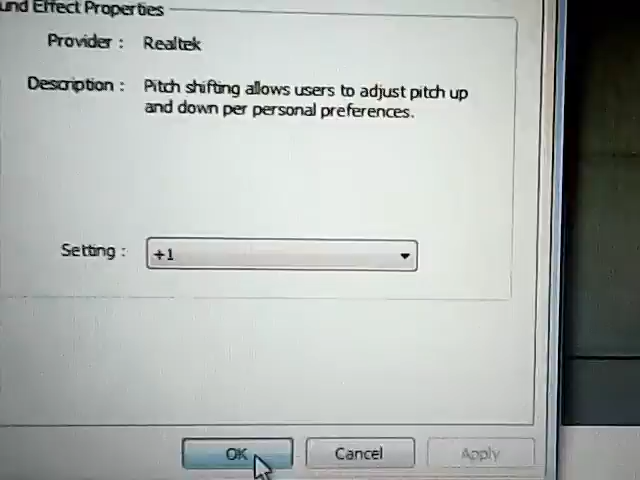 und Effect Properties
Provider : Realtek
Description : Pitch shifting allows users to adjust pitch up
and down per personal preferences.
Setting : +1
OK Cancel Apply